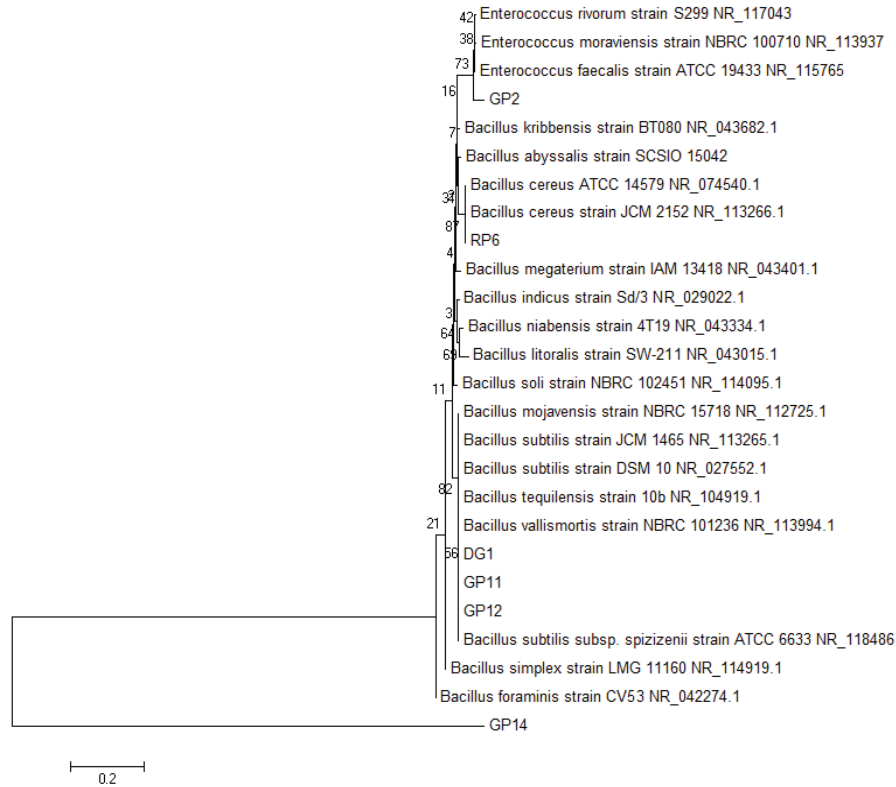 42
Enterococcus rivorum strain S299 NR_117043
38
Enterococcus moraviensis strain NBRC 100710 NR_113937
73
Enterococcus faecalis strain ATCC 19433 NR_115765
16
GP2
7
Bacillus kribbensis strain BT080 NR_043682.1
Bacillus abyssalis strain SCSIO 15042
Bacillus cereus ATCC 14579 NR_074540.1
34
Bacillus cereus strain JCM 2152 NR_113266.1
87
RP6
4
Bacillus megaterium strain IAM 13418 NR_043401.1
Bacillus indicus strain Sd/3 NR_029022.1
3
Bacillus niabensis strain 4T19 NR_043334.1
64
Bacillus litoralis strain SW-211 NR_043015.1
69
Bacillus soli strain NBRC 102451 NR_114095.1
11
Bacillus mojavensis strain NBRC 15718 NR_112725.1
Bacillus subtilis strain JCM 1465 NR_113265.1
Bacillus subtilis strain DSM 10 NR_027552.1
82
Bacillus tequilensis strain 10b NR_104919.1
21
Bacillus vallismortis strain NBRC 101236 NR_113994.1
56
DG1
GP11
GP12
Bacillus subtilis subsp. spizizenii strain ATCC 6633 NR_118486
Bacillus simplex strain LMG 11160 NR_114919.1
Bacillus foraminis strain CV53 NR_042274.1
GP14
0.2